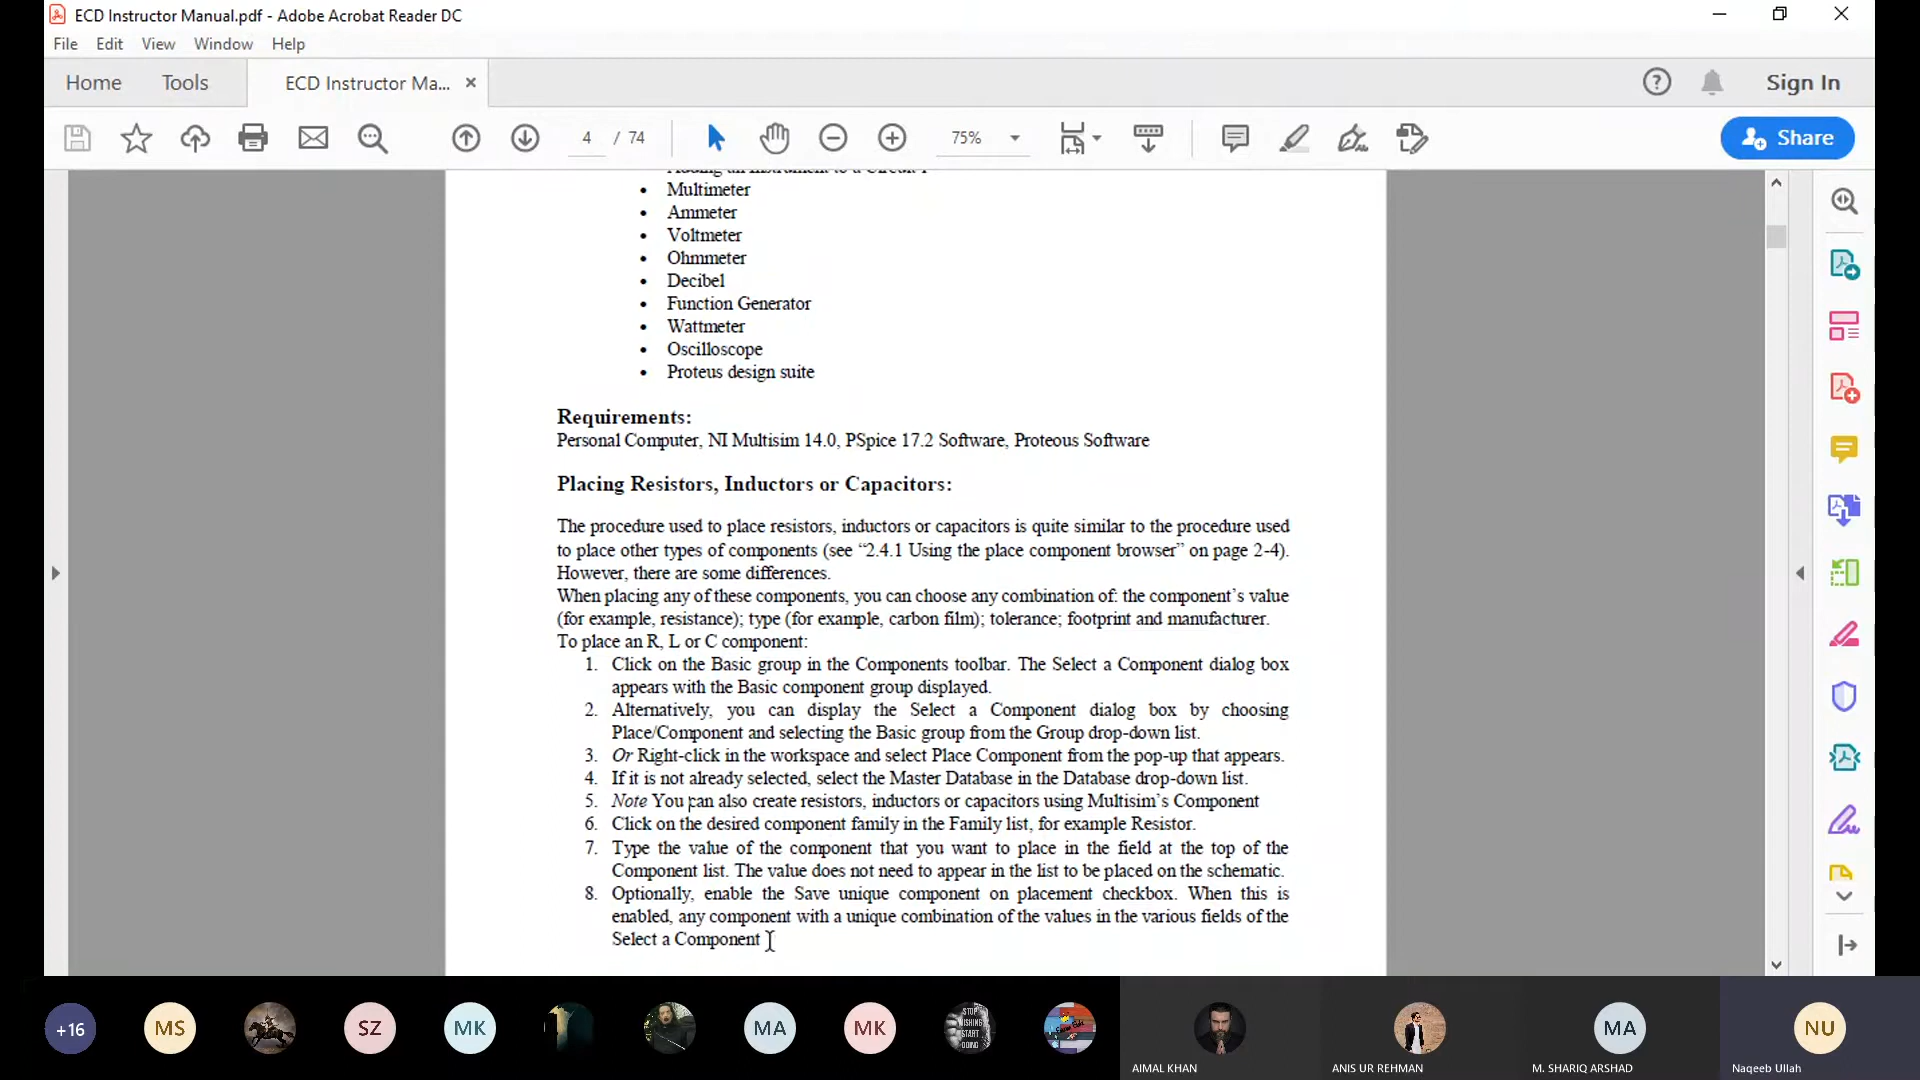 ECD Instructor Manual.pdf - Adobe Acrobat Reader DC
File Edit View Window Help
Home Tools ECD Instructor Ma... × Sign In
4 / 74 75% Share
Adding an Instrument to a Circuit
• Multimeter
• Ammeter
• Voltmeter
• Ohmmeter
• Decibel
• Function Generator
• Wattmeter
• Oscilloscope
• Proteus design suite
Requirements:
Personal Computer, NI Multisim 14.0, PSpice 17.2 Software, Proteous Software
Placing Resistors, Inductors or Capacitors:
The procedure used to place resistors, inductors or capacitors is quite similar to the procedure used
to place other types of components (see “2.4.1 Using the place component browser” on page 2-4).
However, there are some differences.
When placing any of these components, you can choose any combination of: the component’s value
(for example, resistance); type (for example, carbon film); tolerance; footprint and manufacturer.
To place an R, L or C component:
1. Click on the Basic group in the Components toolbar. The Select a Component dialog box
appears with the Basic component group displayed.
2. Alternatively, you can display the Select a Component dialog box by choosing
Place/Component and selecting the Basic group from the Group drop-down list.
3. Or Right-click in the workspace and select Place Component from the pop-up that appears.
4. If it is not already selected, select the Master Database in the Database drop-down list.
5. Note You can also create resistors, inductors or capacitors using Multisim’s Component
6. Click on the desired component family in the Family list, for example Resistor.
7. Type the value of the component that you want to place in the field at the top of the
Component list. The value does not need to appear in the list to be placed on the schematic.
8. Optionally, enable the Save unique component on placement checkbox. When this is
enabled, any component with a unique combination of the values in the various fields of the
Select a Component
+16 MS SZ MK MA MK STOP WISHING START DOING MA NU
AIMAL KHAN ANIS UR REHMAN M. SHARIQ ARSHAD Naqeeb Ullah